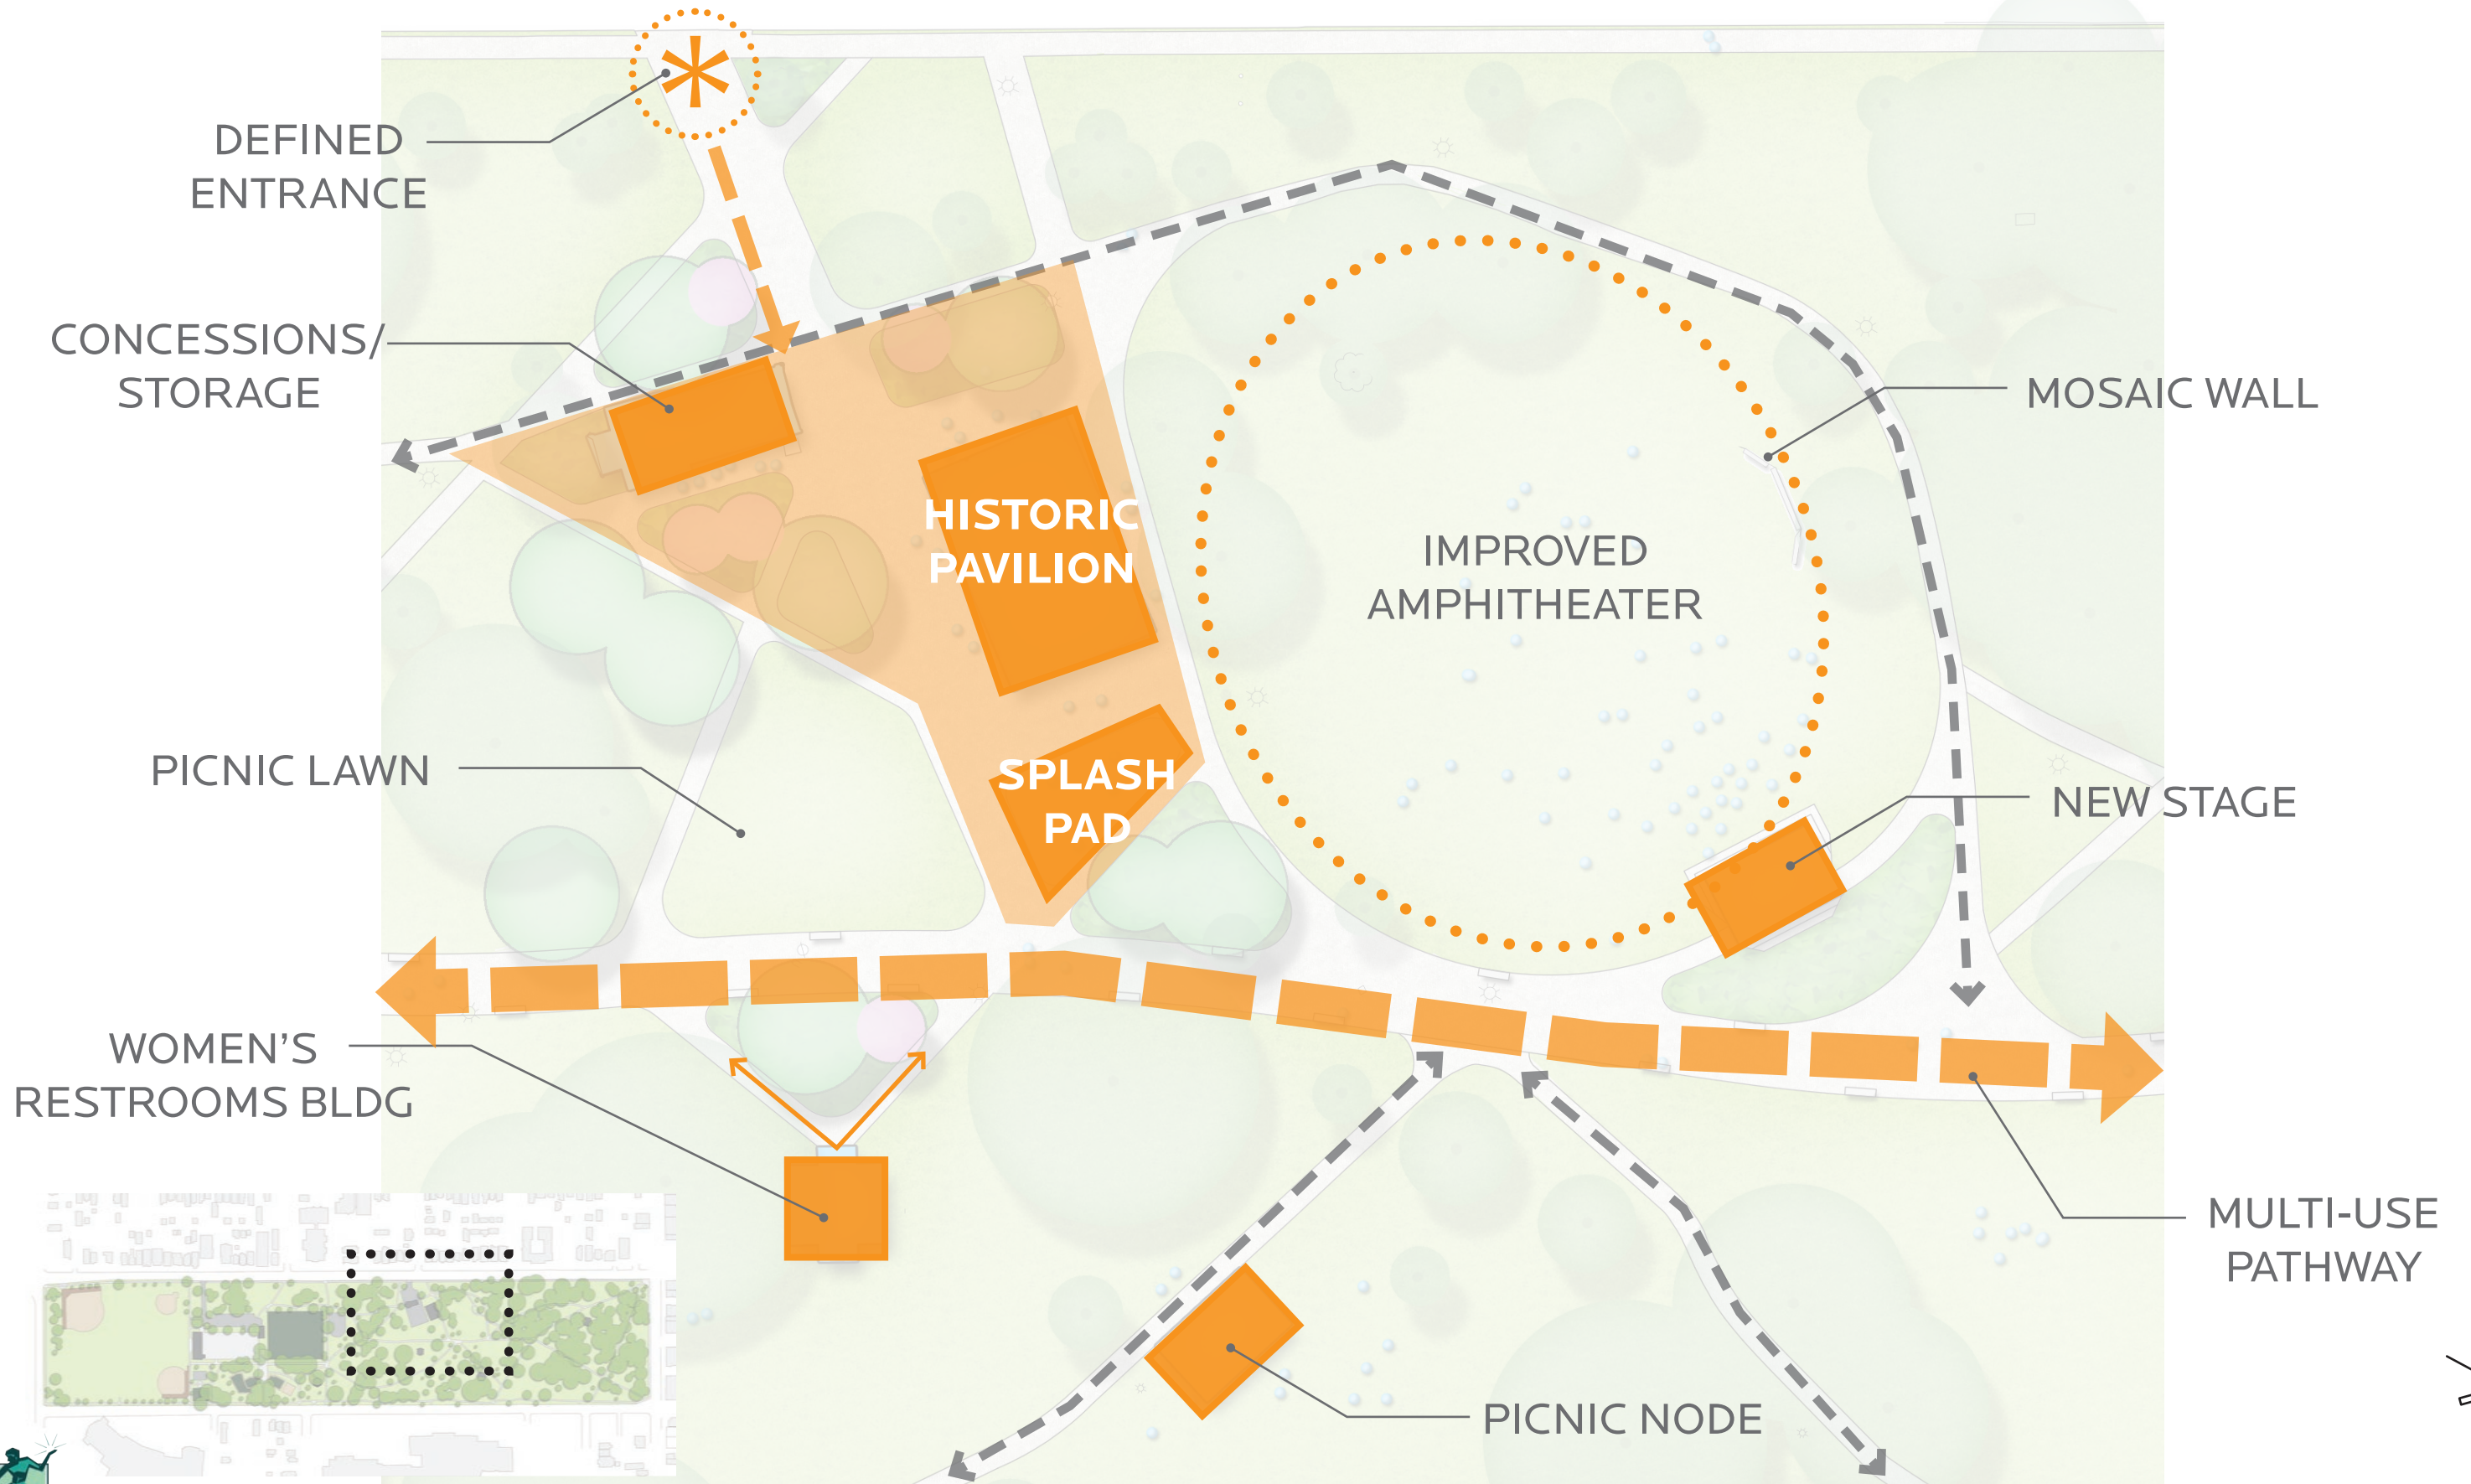 DEFINED
ENTRANCE
CONCESSIONS/
STORAGE
MOSAIC WALL
HISTORIC
PAVILION
IMPROVED
AMPHITHEATER
PICNIC LAWN
SPLASH
PAD
NEW STAGE
WOMEN'S
RESTROOMS BLDG
MULTI-USE
PATHWAY
PICNIC NODE